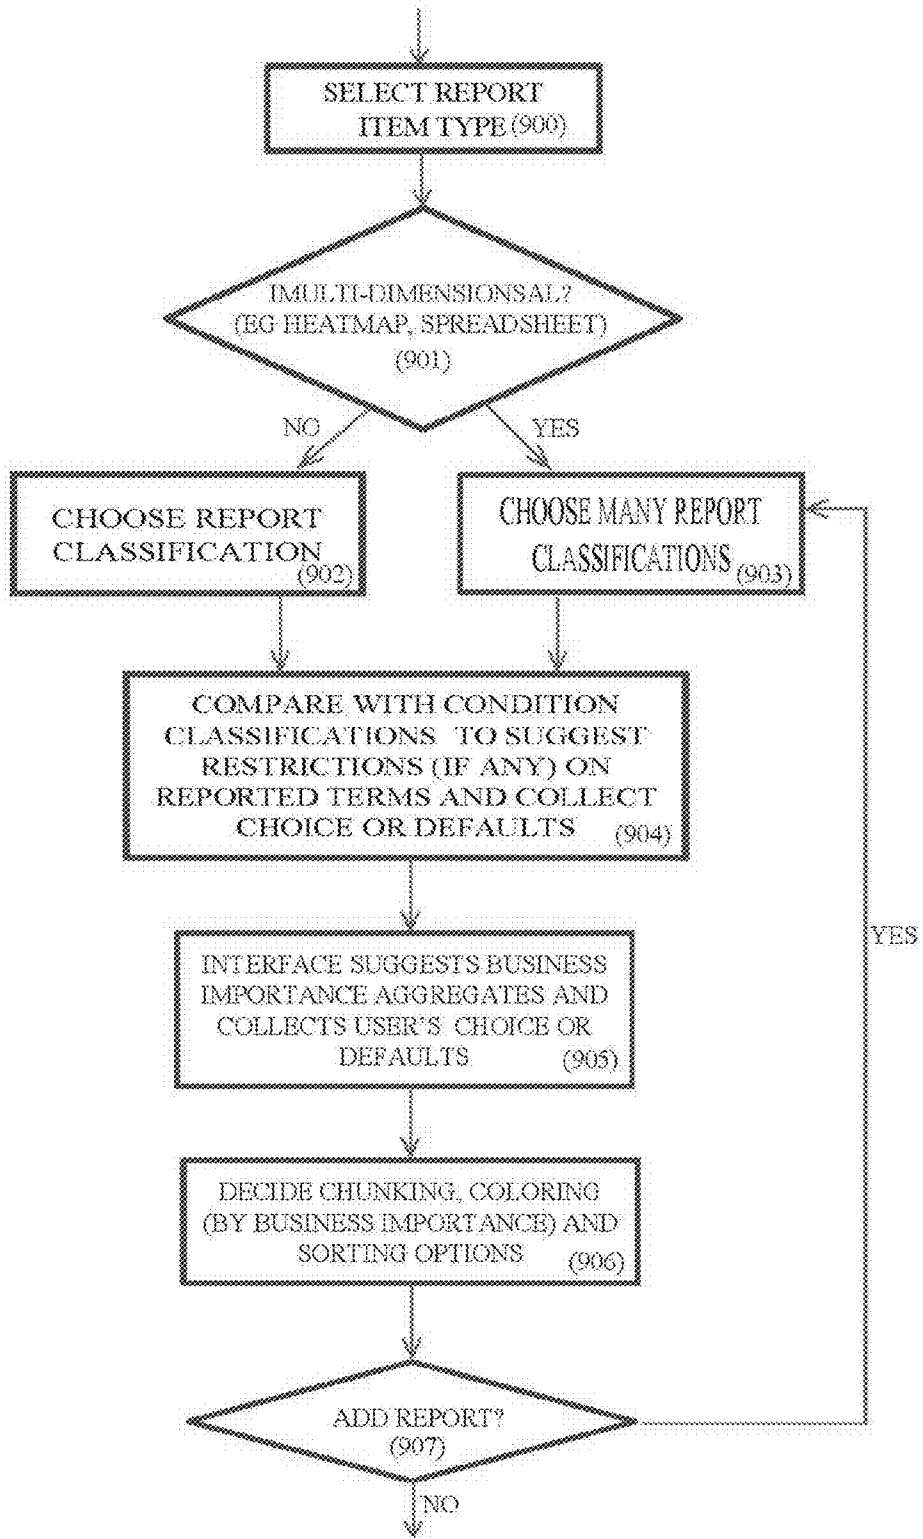 SELECT REPORT
ITEM TYPE (900)
IMULTI-DIMENSIONSAL?
(EG HEATMAP, SPREADSHEET)
(901)
NO
YES
CHOOSE REPORT
CLASSIFICATION
(902)
CHOOSE MANY REPORT
CLASSIFICATIONS
(903)
COMPARE WITH CONDITION
CLASSIFICATIONS TO SUGGEST
RESTRICTIONS (IF ANY) ON
REPORTED TERMS AND COLLECT
CHOICE OR DEFAULTS
(904)
INTERFACE SUGGESTS BUSINESS
IMPORTANCE AGGREGATES AND
COLLECTS USER'S CHOICE OR
DEFAULTS
(905)
YES
DECIDE CHUNKING, COLORING
(BY BUSINESS IMPORTANCE) AND
SORTING OPTIONS
(906)
ADD REPORT?
(907)
NO